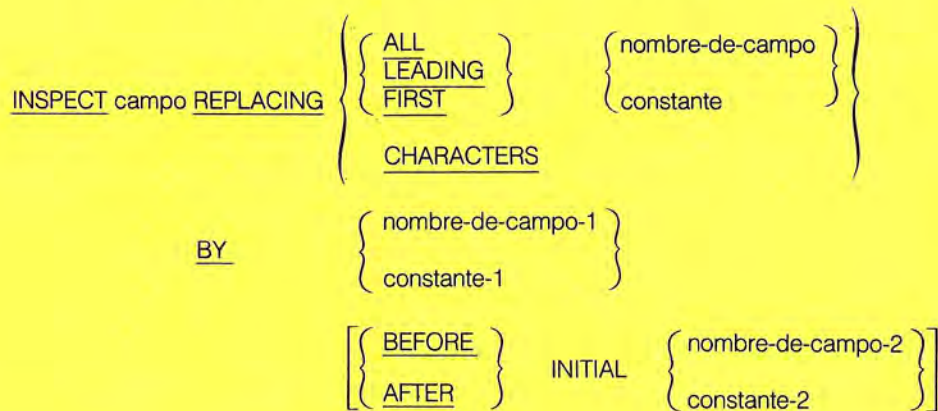 ALL nombre-de-campo
LEADING
INSPECT campo REPLACING FIRST constante
CHARACTERS
BY nombre-de-campo-1
constante-1
BEFORE INITIAL nombre-de-campo-2
AFTER constante-2